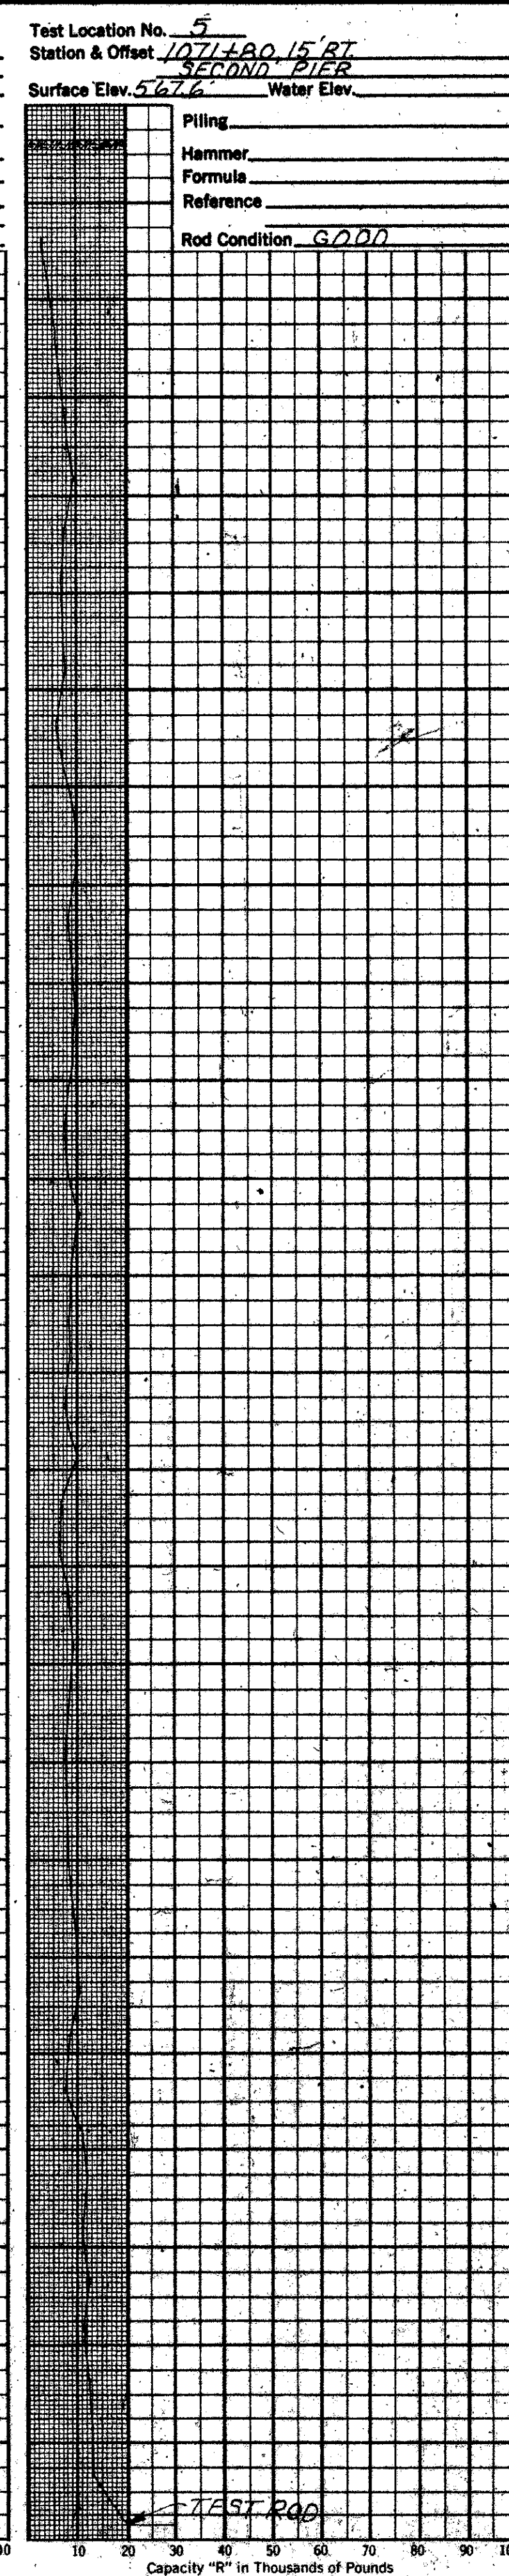 Test Location No. 5
Station & Offset 1071+80, 15' RT.
SECOND PIER
Surface Elev. 567.6' Water Elev.
Piling
Hammer
Formula
Reference
Rod Condition GOOD
TEST ROD
10 20 30 40 50 60 70 80 90
Capacity "R" in Thousands of Pounds